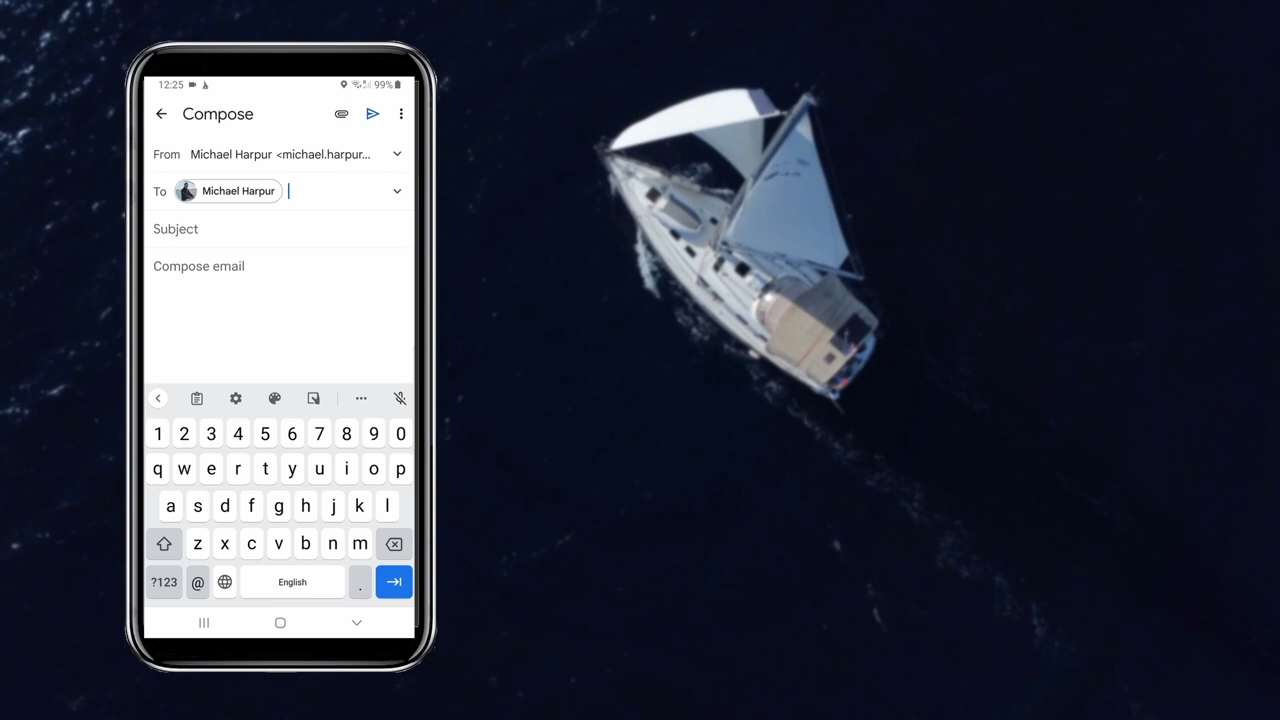 12:25 99%
Compose
From Michael Harpur <michael.harpur...
To Michael Harpur
Subject
Compose email
1 2 3 4 5 6 7 8 9 0
q w e r t y u i o p
a s d f g h j k l
z x c v b n m
?123 @ English .